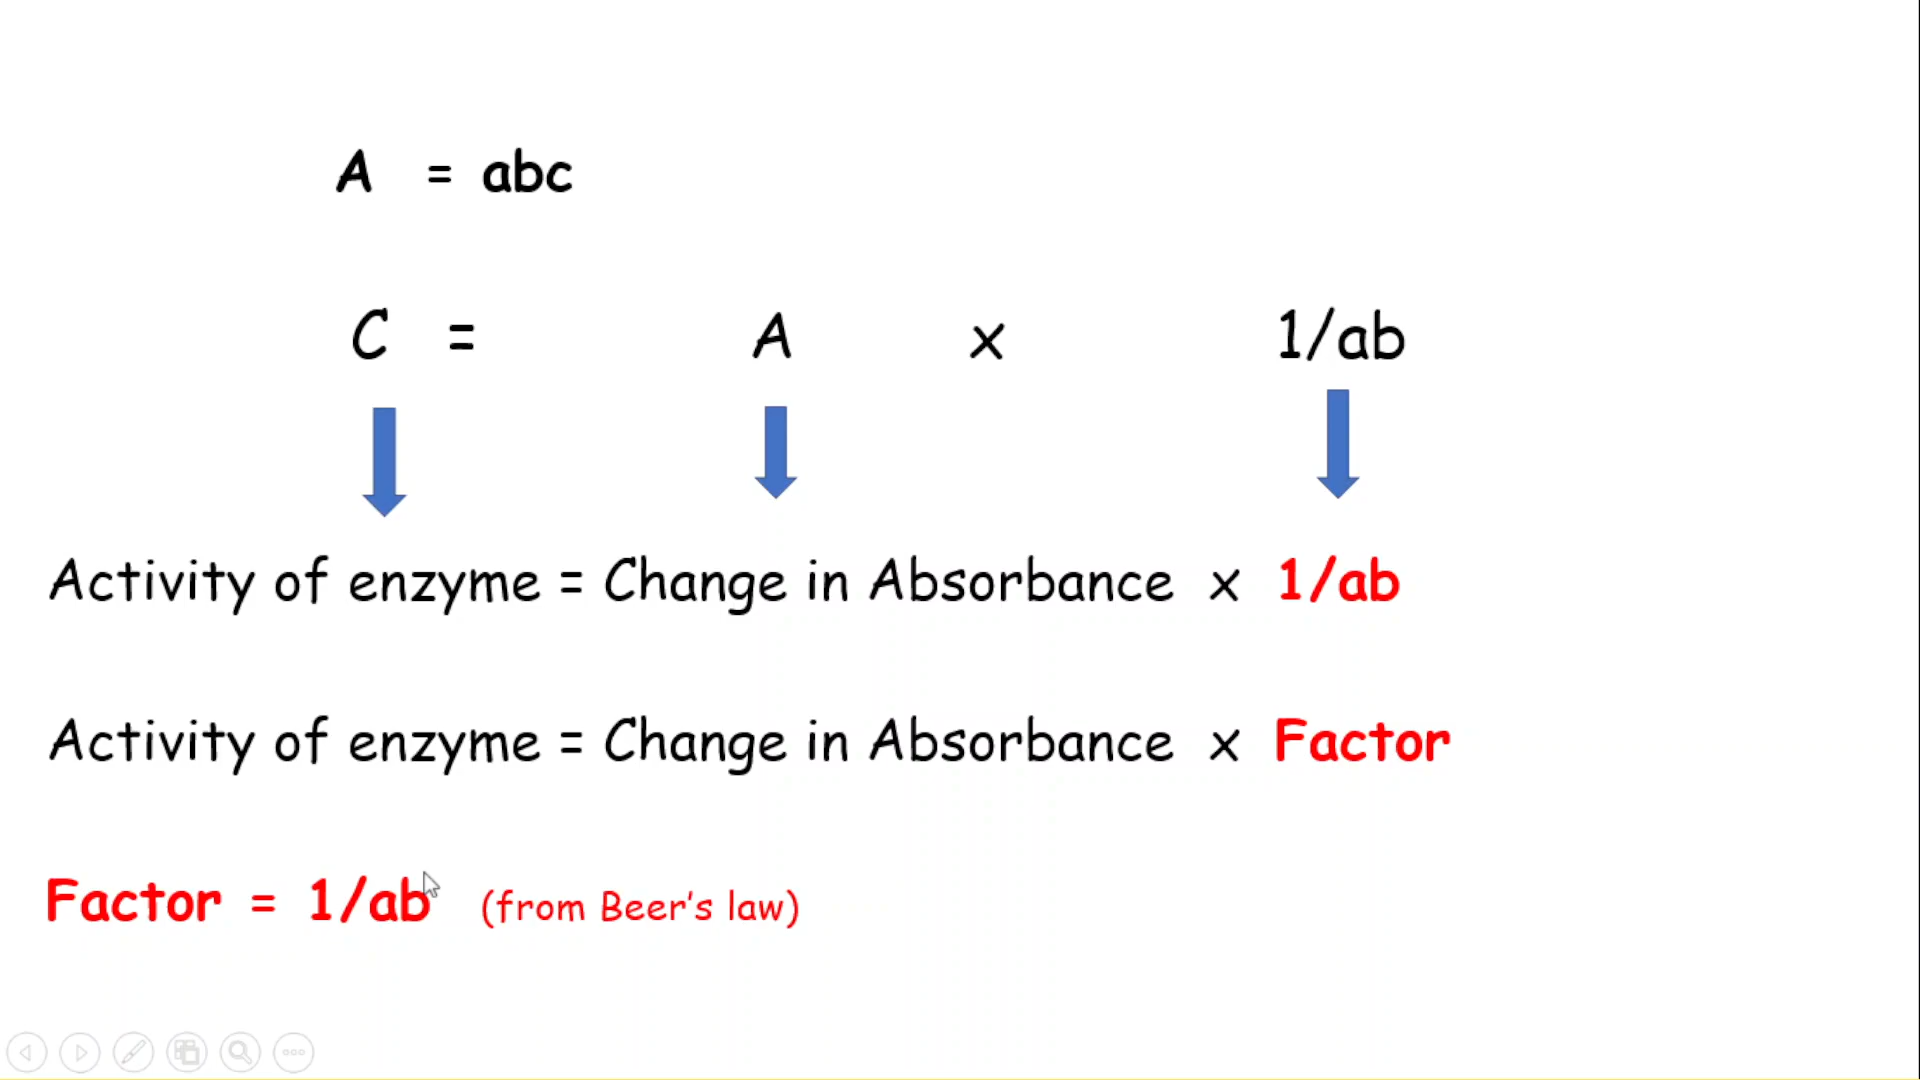 A = abc
C = A x 1/ab
Activity of enzyme = Change in Absorbance x 1/ab
Activity of enzyme = Change in Absorbance x Factor
Factor = 1/ab (from Beer's law)